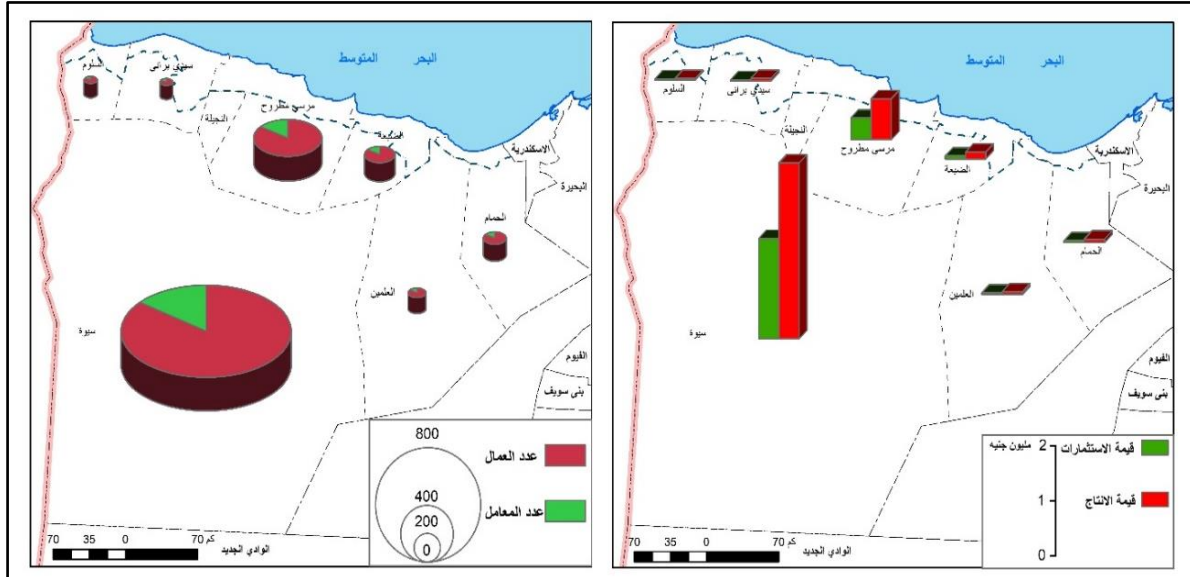 البحر المتوسط
السلوم
سيدي براني
مرسى مطروح
النجيلة
الضبعة
الاسكندرية
البحيرة
الحمام
العلمين
سيوة
الفيوم
بنى سويف
800
400
200
0
عدد العمال
عدد المعامل
70 35 0 70 كم
الوادي الجديد
البحر المتوسط
السلوم
سيدي براني
النجيلة
مرسى مطروح
الضبعة
الاسكندرية
البحيرة
الحمام
العلمين
سيوة
الفيوم
بنى سويف
مليون جنيه
2
1
0
قيمة الاستثمارات
قيمة الانتاج
70 35 0 70 كم
الوادي الجديد